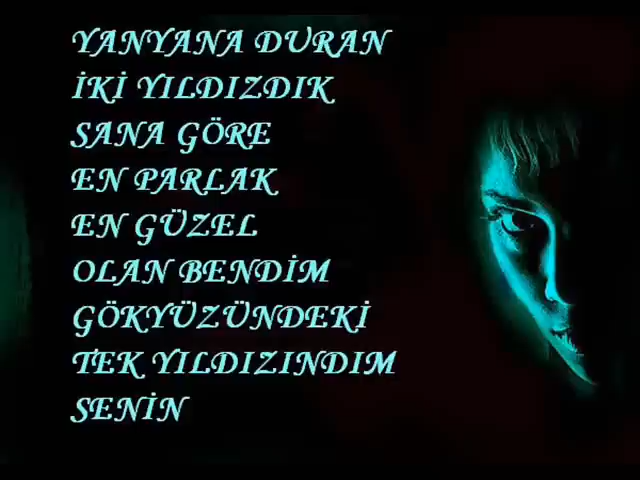 YANYANA DURAN
İKİ YILDIZDIK
SANA GÖRE
EN PARLAK
EN GÜZEL
OLAN BENDİM
GÖKYÜZÜNDEKİ
TEK YILDIZINDIM
SENİN